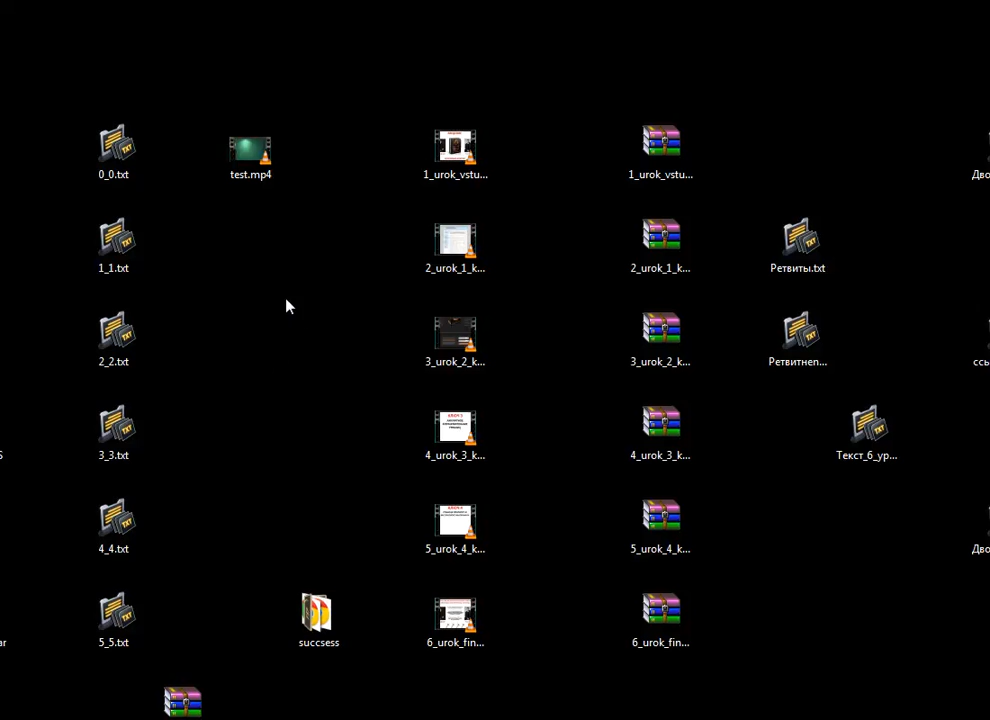 0_0.txt
test.mp4
1_urok_vstu...
1_urok_vstu...
Дво
1_1.txt
2_urok_1_k...
2_urok_1_k...
Ретвиты.txt
2_2.txt
3_urok_2_k...
3_urok_2_k...
Ретвитнеп...
ссы
S
3_3.txt
4_urok_3_k...
4_urok_3_k...
Текст_6_ур...
4_4.txt
5_urok_4_k...
5_urok_4_k...
Дво
ar
5_5.txt
succsess
6_urok_fin...
6_urok_fin...